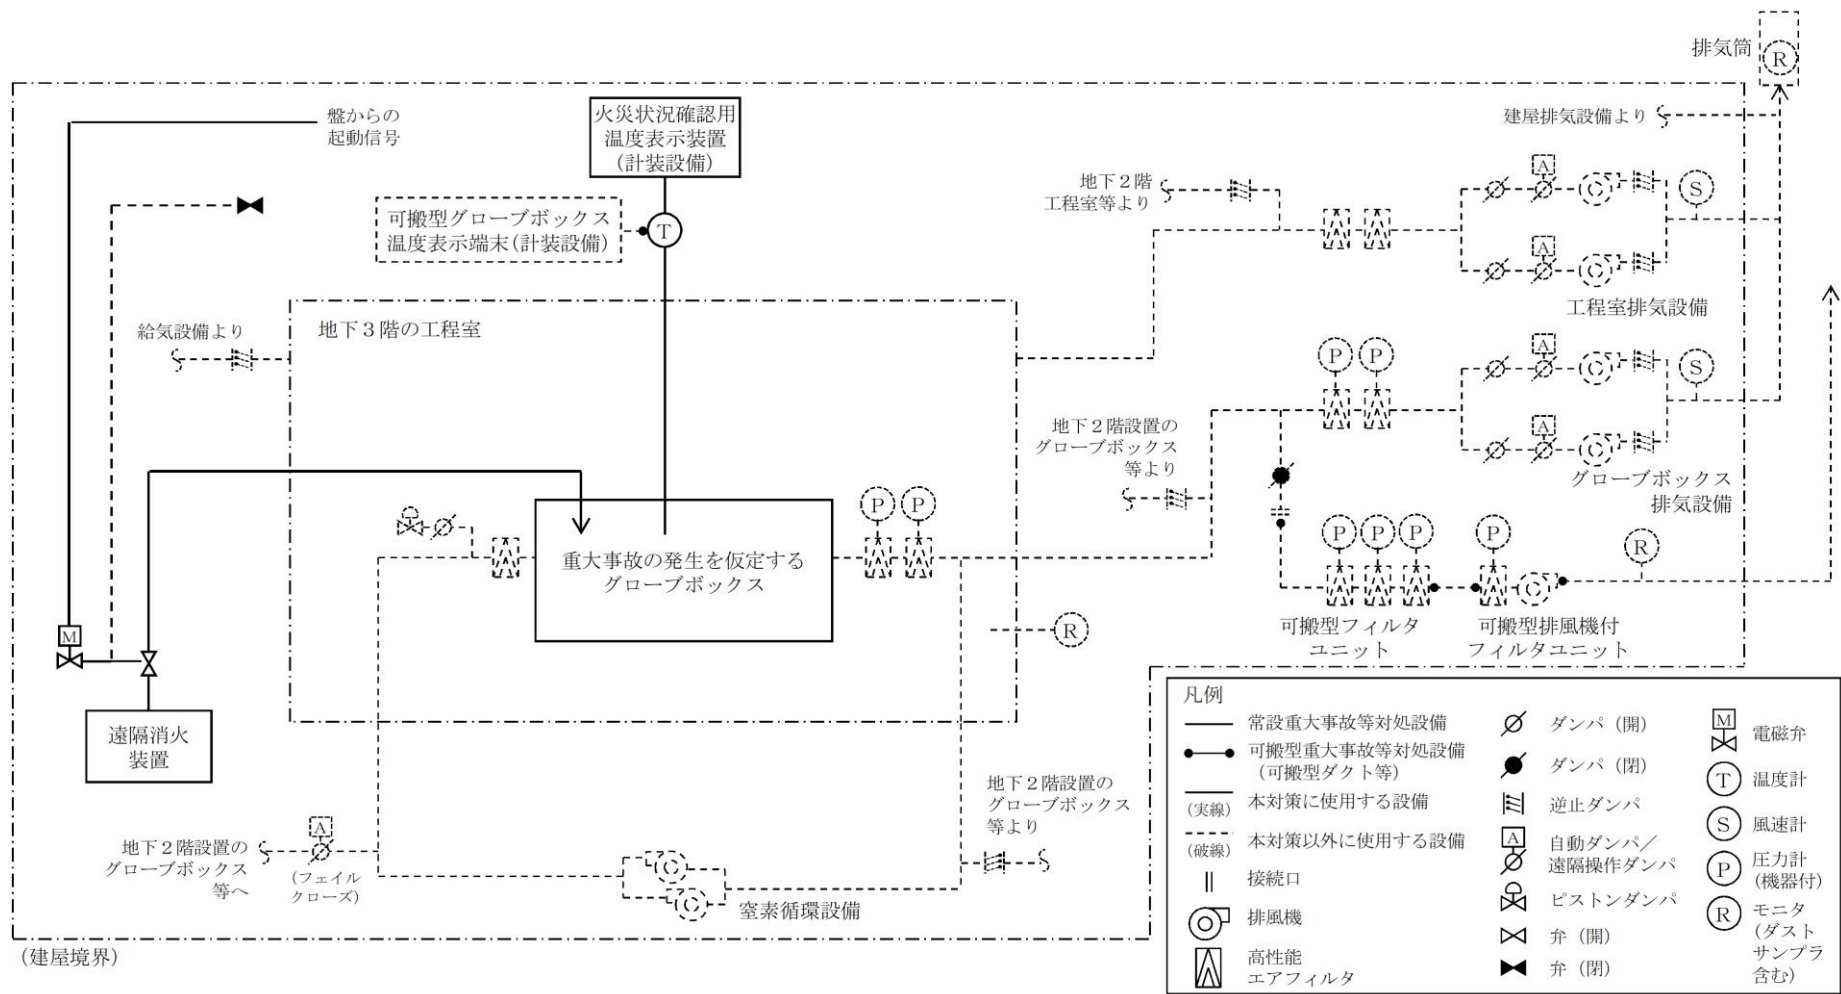 排気筒
R
建屋排気設備より
盤からの
起動信号
火災状況確認用
温度表示装置
(計装設備)
可搬型グローブボックス
温度表示端末(計装設備)
T
地下2階
工程室等より
A
S
A
工程室排気設備
給気設備より
地下3階の工程室
P
P
A
S
A
グローブボックス
排気設備
地下2階設置の
グローブボックス
等より
P
P
重大事故の発生を仮定する
グローブボックス
P
P
P
P
R
可搬型フィルタ
ユニット
可搬型排風機付
フィルタユニット
R
M
遠隔消火
装置
地下2階設置の
グローブボックス
等へ
A
(フェイル
クローズ)
窒素循環設備
地下2階設置の
グローブボックス
等より
(建屋境界)
凡例
常設重大事故等対処設備
可搬型重大事故等対処設備
(可搬型ダクト等)
(実線) 本対策に使用する設備
(破線) 本対策以外に使用する設備
接続口
排風機
高性能
エアフィルタ
ダンパ(開)
ダンパ(閉)
逆止ダンパ
A 自動ダンパ/
遠隔操作ダンパ
ピストンダンパ
弁(開)
弁(閉)
M 電磁弁
T 温度計
S 風速計
P 圧力計
(機器付)
R モニタ
(ダスト
サンプラ
含む)